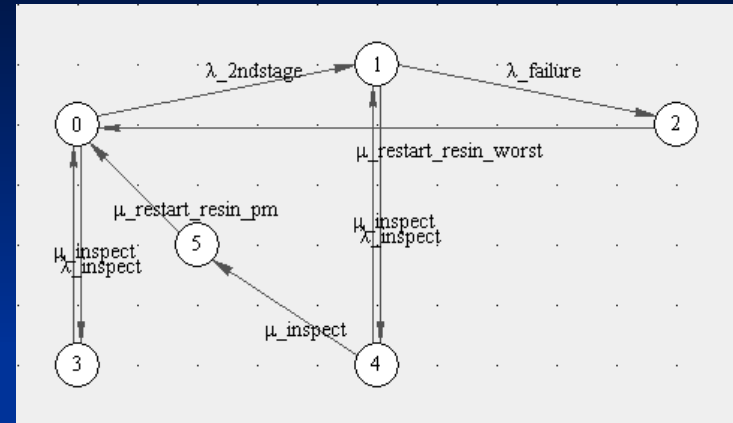 1
λ_2ndstage
λ_failure
0
2
μ_restart_resin_worst
μ_restart_resin_pm
μ_inspect
λ_inspect
5
μ_inspect
λ_inspect
μ_inspect
3
4